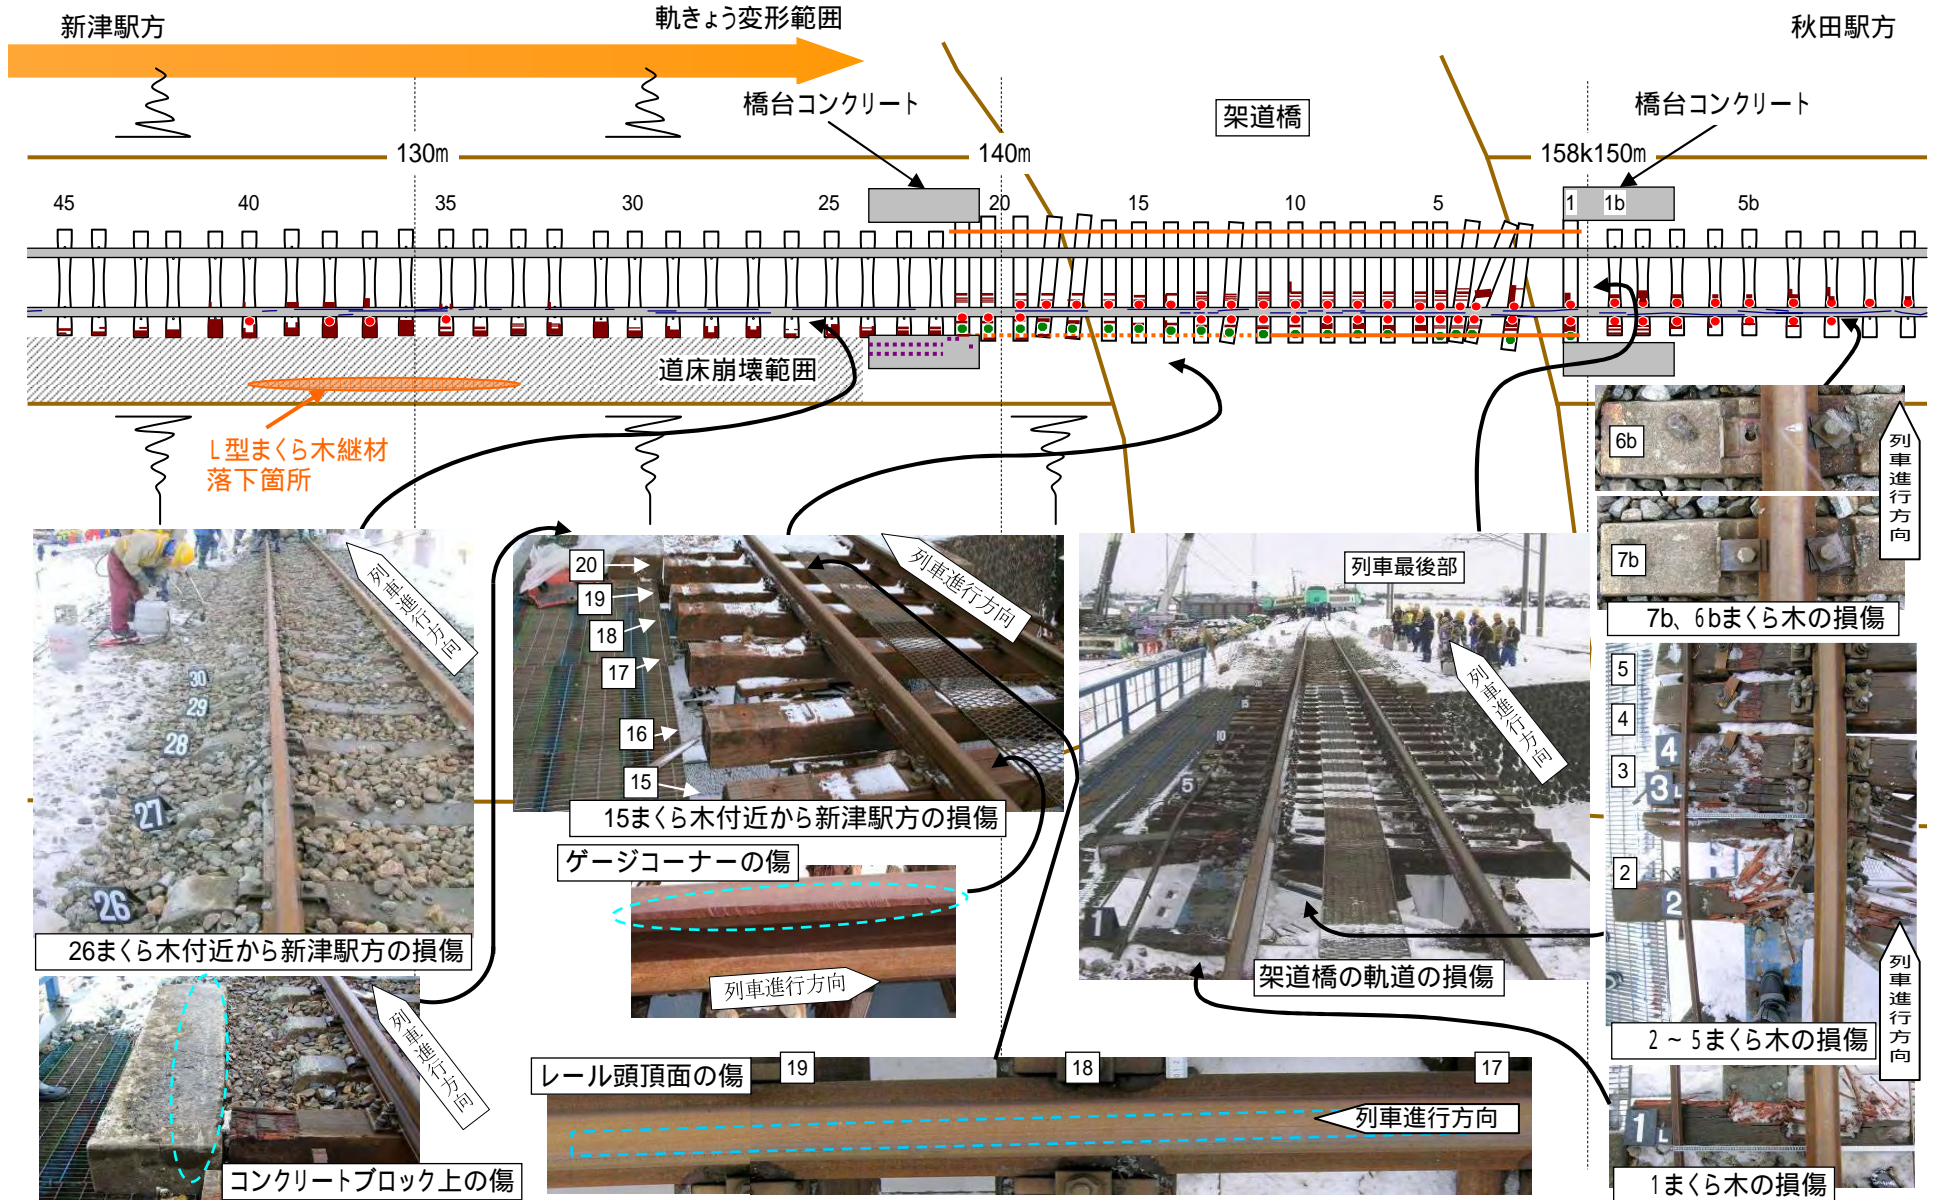 新津駅方
軌きょう変形範囲
秋田駅方
橋台コンクリート
架道橋
橋台コンクリート
130m
140m
158k150m
45
40
35
30
25
20
15
10
5
1
1b
5b
道床崩壊範囲
L型まくら木継材
落下箇所
列車進行方向
30
29
28
27
26
26まくら木付近から新津駅方の損傷
20
19
18
17
16
15
列車進行方向
15まくら木付近から新津駅方の損傷
ゲージコーナーの傷
列車進行方向
列車最後部
列車進行方向
10
5
1
架道橋の軌道の損傷
6b
7b
列車進行方向
7b、6bまくら木の損傷
5
4
3
2
4
3L
2
列車進行方向
2～5まくら木の損傷
1L
1まくら木の損傷
列車進行方向
コンクリートブロック上の傷
レール頭頂面の傷
19
18
17
列車進行方向